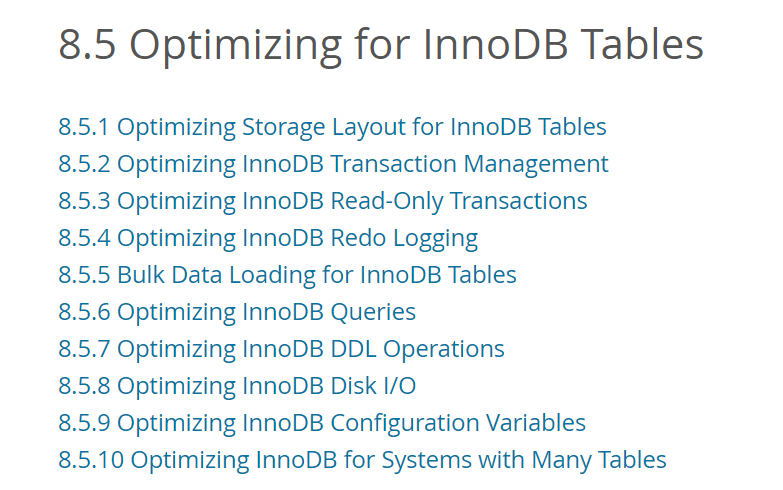 8.5 Optimizing for InnoDB Tables
8.5.1 Optimizing Storage Layout for InnoDB Tables
8.5.2 Optimizing InnoDB Transaction Management
8.5.3 Optimizing InnoDB Read-Only Transactions
8.5.4 Optimizing InnoDB Redo Logging
8.5.5 Bulk Data Loading for InnoDB Tables
8.5.6 Optimizing InnoDB Queries
8.5.7 Optimizing InnoDB DDL Operations
8.5.8 Optimizing InnoDB Disk I/O
8.5.9 Optimizing InnoDB Configuration Variables
8.5.10 Optimizing InnoDB for Systems with Many Tables